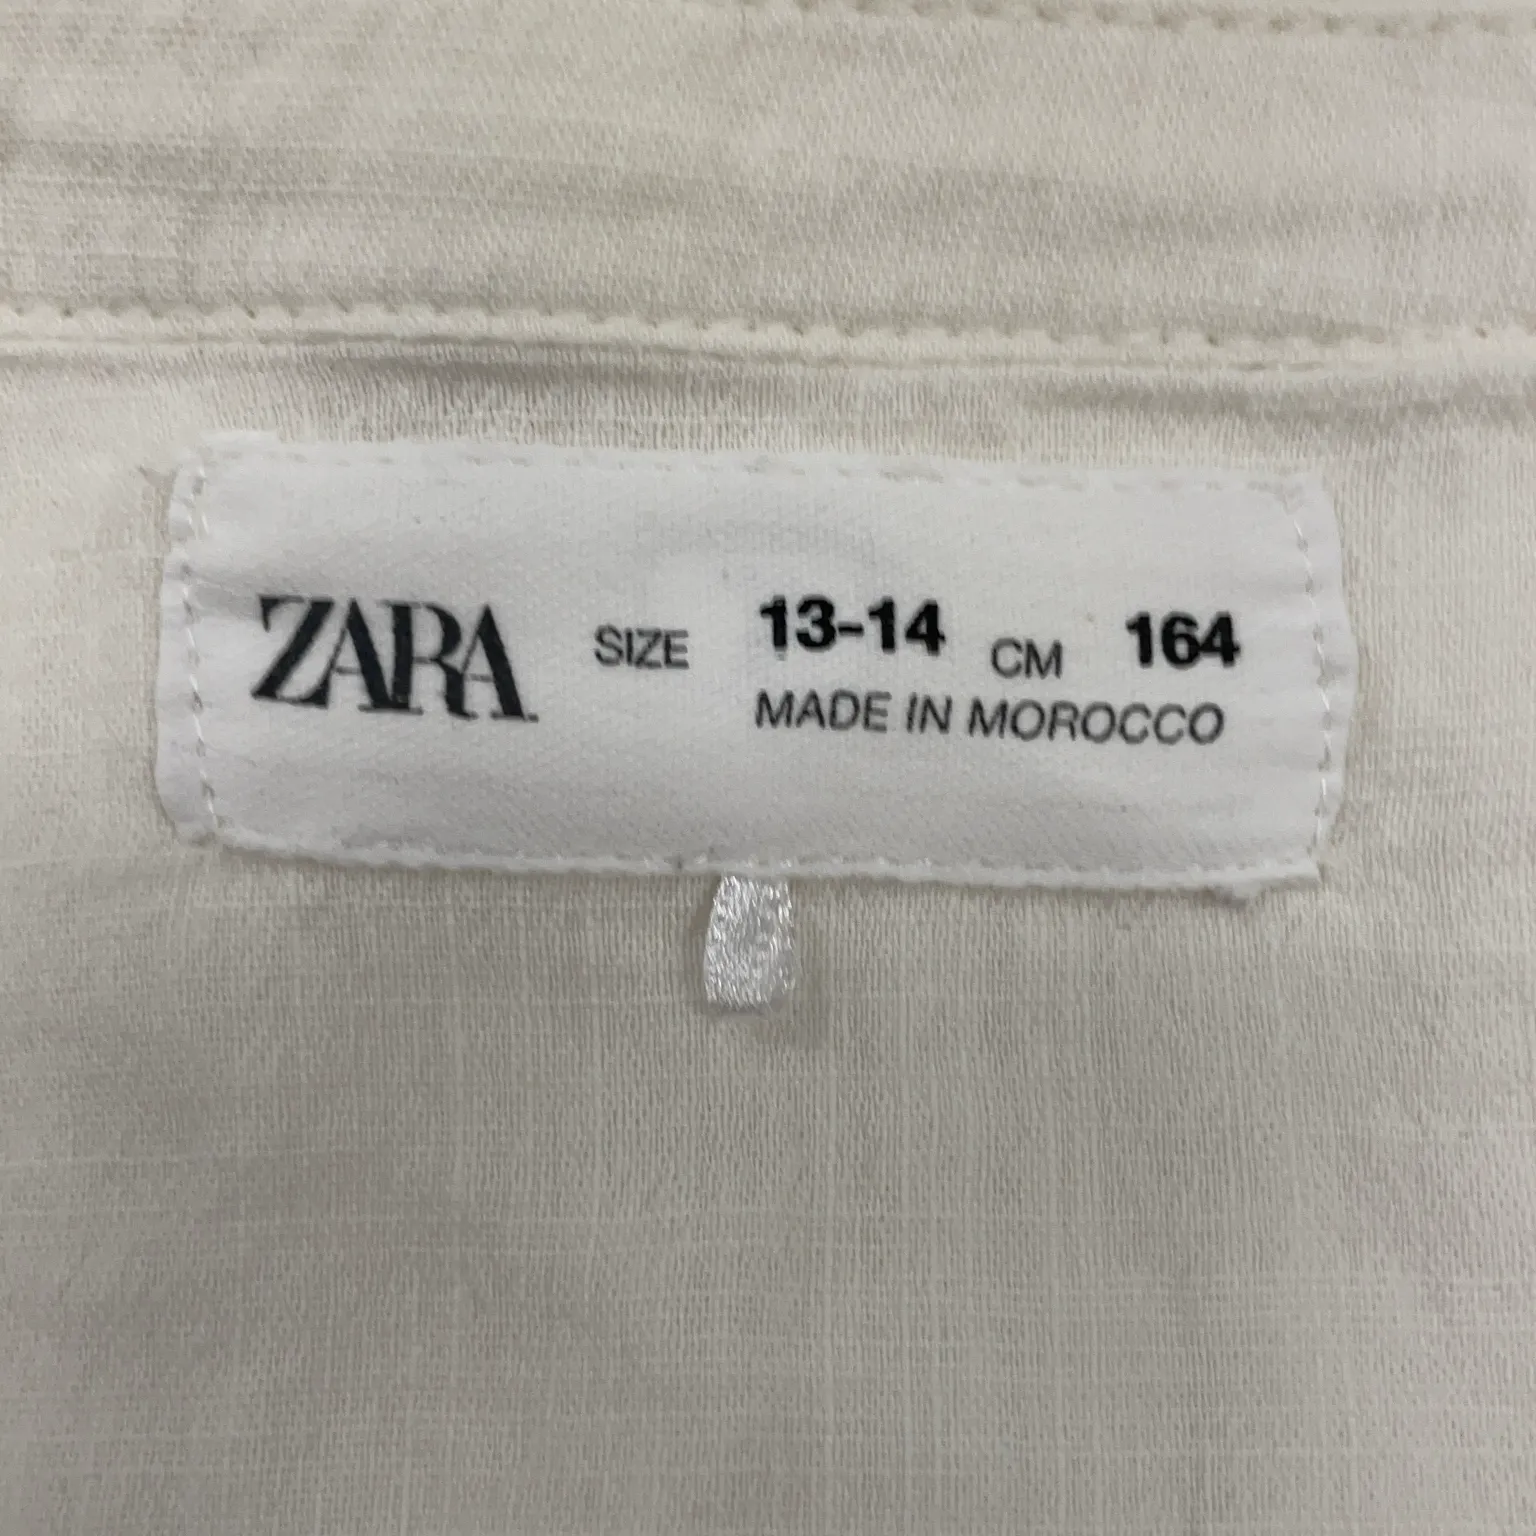 ZARA SIZE 13-14 CM 164
MADE IN MOROCCO